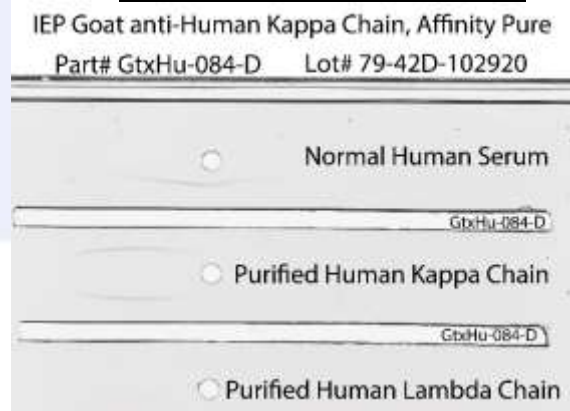 IEP Goat anti-Human Kappa Chain, Affinity Pure
Part# GtxHu-084-D Lot# 79-42D-102920
Normal Human Serum
GtxHu-084-D
Purified Human Kappa Chain
GtxHu-084-D
Purified Human Lambda Chain